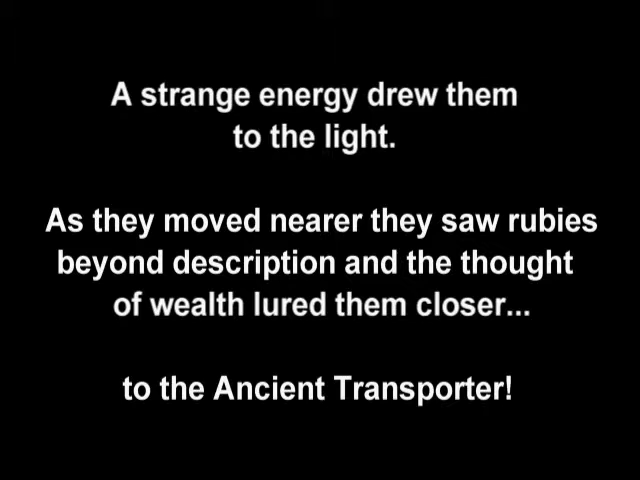 A strange energy drew them
to the light.
As they moved nearer they saw rubies
beyond description and the thought
of wealth lured them closer...
to the Ancient Transporter!